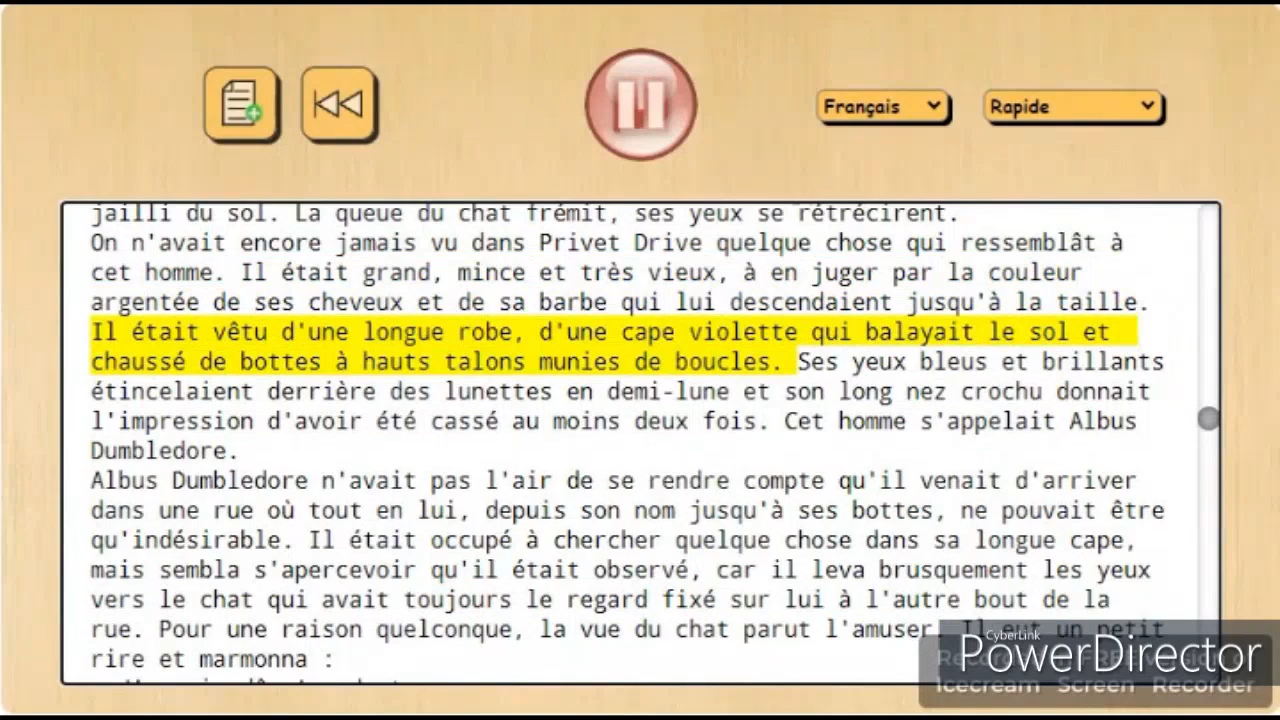 Français
Rapide
jailli du sol. La queue du chat frémit, ses yeux se rétrécirent.
On n'avait encore jamais vu dans Privet Drive quelque chose qui ressemblât à
cet homme. Il était grand, mince et très vieux, à en juger par la couleur
argentée de ses cheveux et de sa barbe qui lui descendaient jusqu'à la taille.
Il était vêtu d'une longue robe, d'une cape violette qui balayait le sol et
chaussé de bottes à hauts talons munies de boucles. Ses yeux bleus et brillants
étincelaient derrière des lunettes en demi-lune et son long nez crochu donnait
l'impression d'avoir été cassé au moins deux fois. Cet homme s'appelait Albus
Dumbledore.
Albus Dumbledore n'avait pas l'air de se rendre compte qu'il venait d'arriver
dans une rue où tout en lui, depuis son nom jusqu'à ses bottes, ne pouvait être
qu'indésirable. Il était occupé à chercher quelque chose dans sa longue cape,
mais sembla s'apercevoir qu'il était observé, car il leva brusquement les yeux
vers le chat qui avait toujours le regard fixé sur lui à l'autre bout de la
rue. Pour une raison quelconque, la vue du chat parut l'amuser. Il eut un petit
rire et marmonna :
CyberLink
PowerDirector
Icecream Screen Recorder